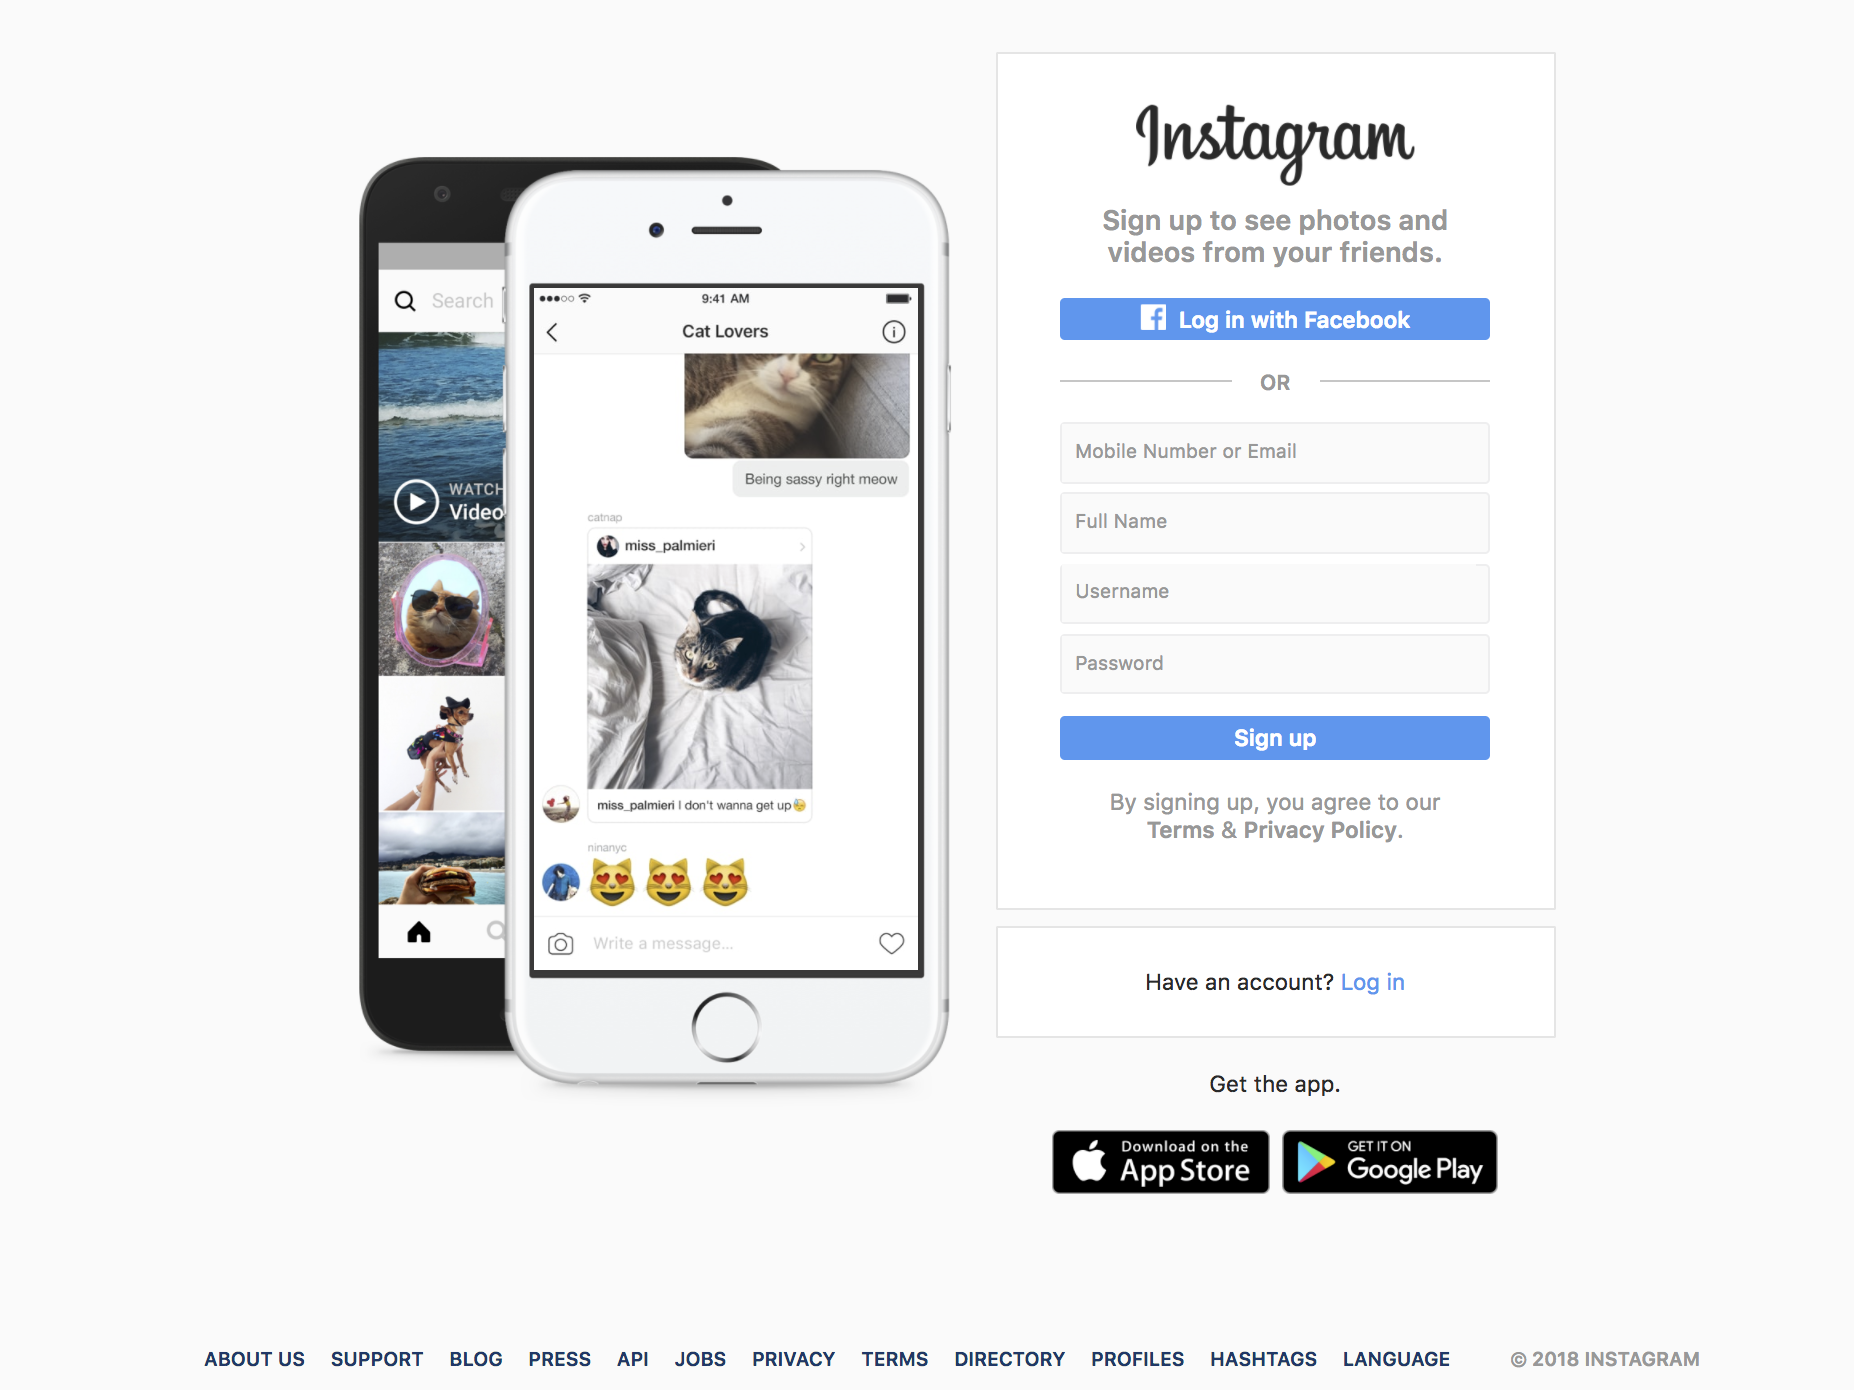 Search
WATCH
Video
9:41 AM
Cat Lovers
Being sassy right meow
catnap
miss_palmieri
miss_palmieri I don't wanna get up
ninanyc
Write a message...
Instagram
Sign up to see photos and
videos from your friends.
Log in with Facebook
OR
Mobile Number or Email
Full Name
Username
Password
Sign up
By signing up, you agree to our
Terms & Privacy Policy.
Have an account? Log in
Get the app.
Download on the
App Store
GET IT ON
Google Play
ABOUT US SUPPORT BLOG PRESS API JOBS PRIVACY TERMS DIRECTORY PROFILES HASHTAGS LANGUAGE © 2018 INSTAGRAM